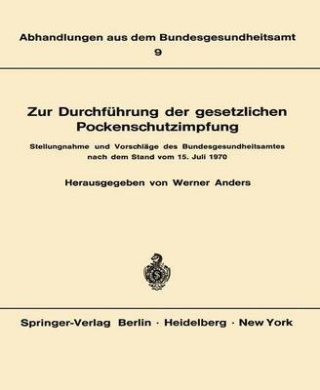 Abhandlungen aus dem Bundesgesundheitsamt
9
Zur Durchführung der gesetzlichen
Pockenschutzimpfung
Stellungnahme und Vorschläge des Bundesgesundheitsamtes
nach dem Stand vom 15. Juli 1970
Herausgegeben von Werner Anders
Springer-Verlag Berlin · Heidelberg · New York